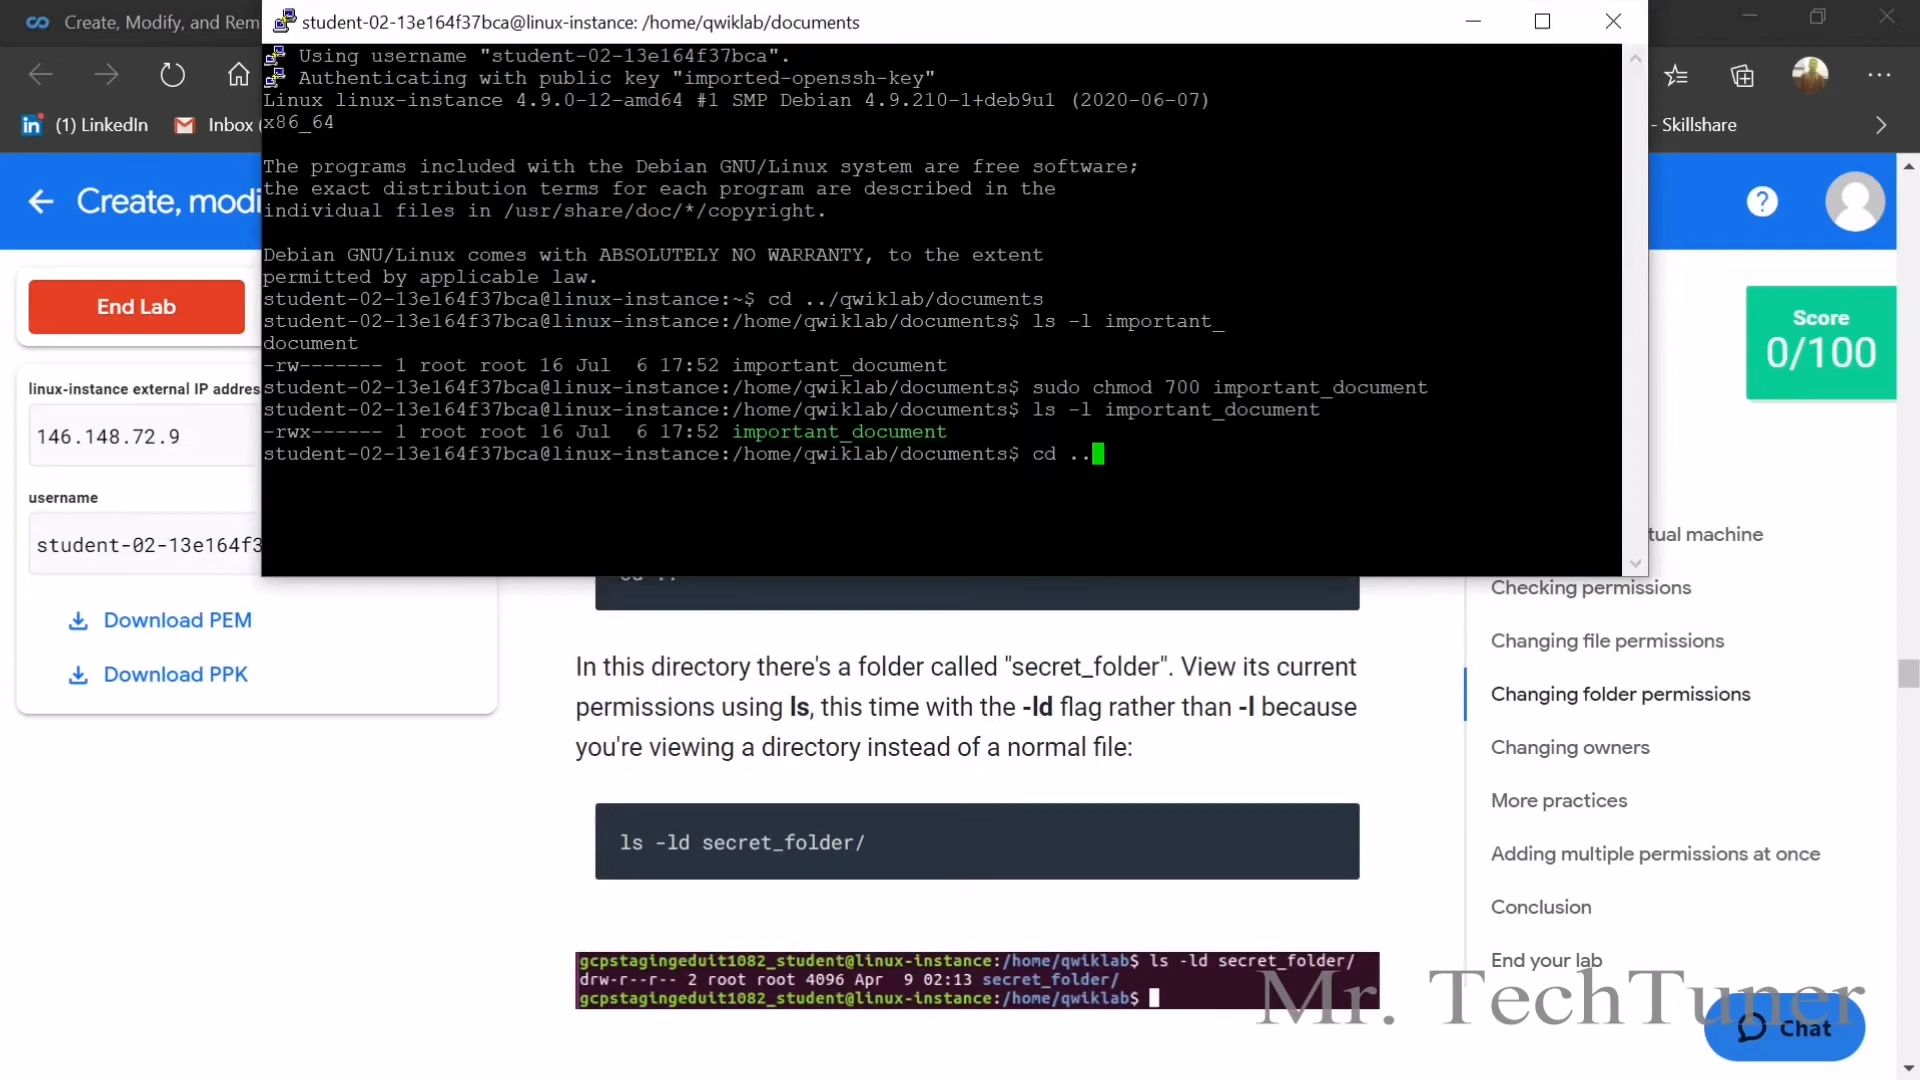 Create, Modify, and Rem
student-02-13e164f37bca@linux-instance: /home/qwiklab/documents
(1) LinkedIn
Inbox (
- Skillshare
Create, modi
End Lab
linux-instance external IP addres
146.148.72.9
username
student-02-13e164f3
Download PEM
Download PPK
Using username "student-02-13e164f37bca".
Authenticating with public key "imported-openssh-key"
Linux linux-instance 4.9.0-12-amd64 #1 SMP Debian 4.9.210-1+deb9u1 (2020-06-07)
x86_64
The programs included with the Debian GNU/Linux system are free software;
the exact distribution terms for each program are described in the
individual files in /usr/share/doc/*/copyright.
Debian GNU/Linux comes with ABSOLUTELY NO WARRANTY, to the extent
permitted by applicable law.
student-02-13e164f37bca@linux-instance:~$ cd ../qwiklab/documents
student-02-13e164f37bca@linux-instance:/home/qwiklab/documents$ ls -l important_
document
-rw------- 1 root root 16 Jul  6 17:52 important_document
student-02-13e164f37bca@linux-instance:/home/qwiklab/documents$ sudo chmod 700 important_document
student-02-13e164f37bca@linux-instance:/home/qwiklab/documents$ ls -l important_document
-rwx------ 1 root root 16 Jul  6 17:52 important_document
student-02-13e164f37bca@linux-instance:/home/qwiklab/documents$ cd ..
In this directory there's a folder called "secret_folder". View its current
permissions using ls, this time with the -ld flag rather than -l because
you're viewing a directory instead of a normal file:
ls -ld secret_folder/
gcpstagingeduit1082_student@linux-instance:/home/qwiklab$ ls -ld secret_folder/
drw-r--r-- 2 root root 4096 Apr  9 02:13 secret_folder/
gcpstagingeduit1082_student@linux-instance:/home/qwiklab$
Score
0/100
tual machine
Checking permissions
Changing file permissions
Changing folder permissions
Changing owners
More practices
Adding multiple permissions at once
Conclusion
End your lab
Mr. TechTuner
Chat